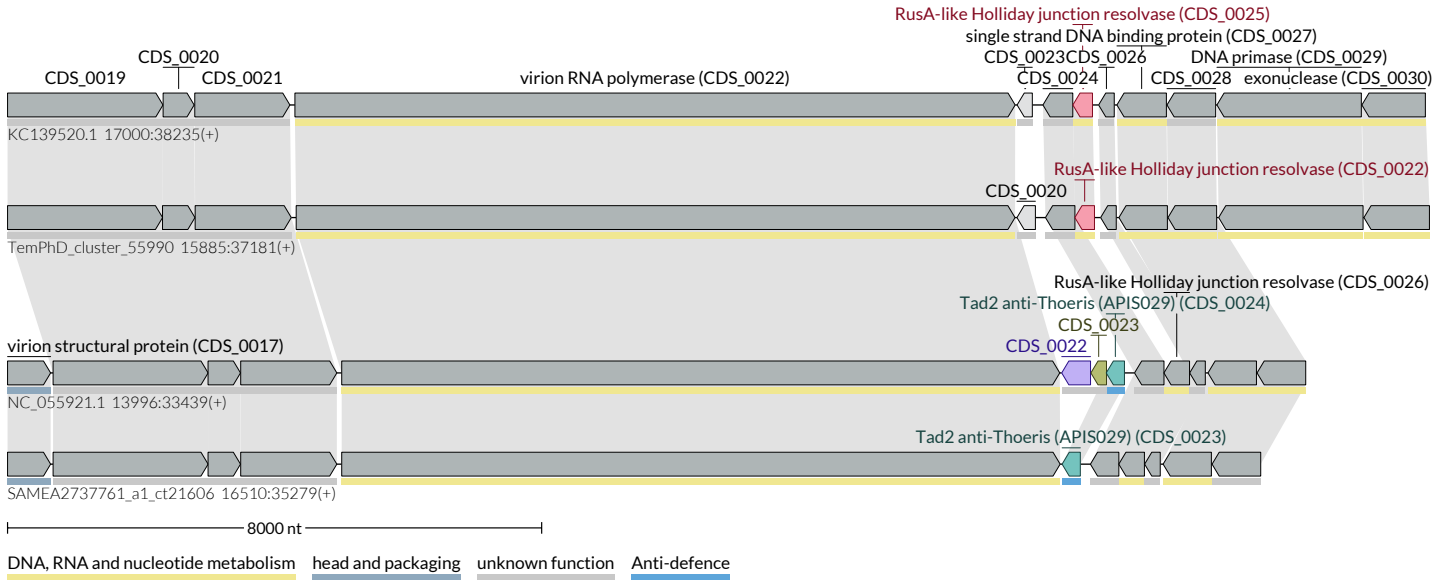 RusA-like Holliday junction resolvase (CDS_0025)
single strand DNA binding protein (CDS_0027)
CDS_0020 CDS_0023 CDS_0026 DNA primase (CDS_0029)
CDS_0019 CDS_0021 virion RNA polymerase (CDS_0022) CDS_0024 CDS_0028 exonuclease (CDS_0030)
KC139520.1 17000:38235(+)
RusA-like Holliday junction resolvase (CDS_0022)
CDS_0020
TemPhD_cluster_55990 15885:37181(+)
RusA-like Holliday junction resolvase (CDS_0026)
Tad2 anti-Thoeris (APIS029) (CDS_0024)
CDS_0023
virion structural protein (CDS_0017) CDS_0022
NC_055921.1 13996:33439(+)
Tad2 anti-Thoeris (APIS029) (CDS_0023)
SAMEA2737761_a1_ct21606 16510:35279(+)
8000 nt
DNA, RNA and nucleotide metabolism head and packaging unknown function Anti-defence